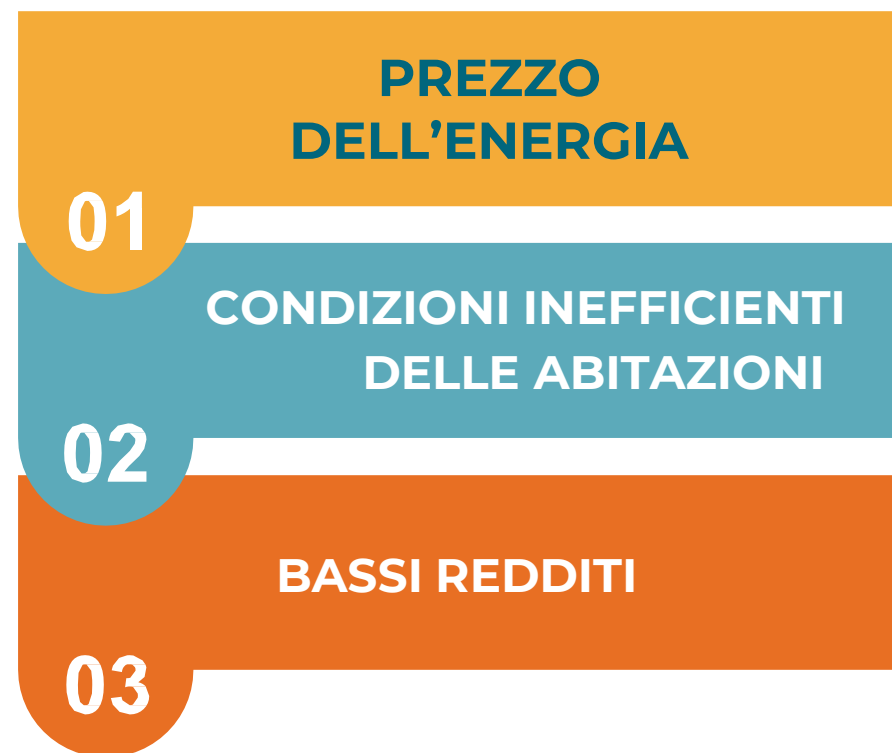 PREZZO
DELL’ENERGIA
01
CONDIZIONI INEFFICIENTI
DELLE ABITAZIONI
02
BASSI REDDITI
03